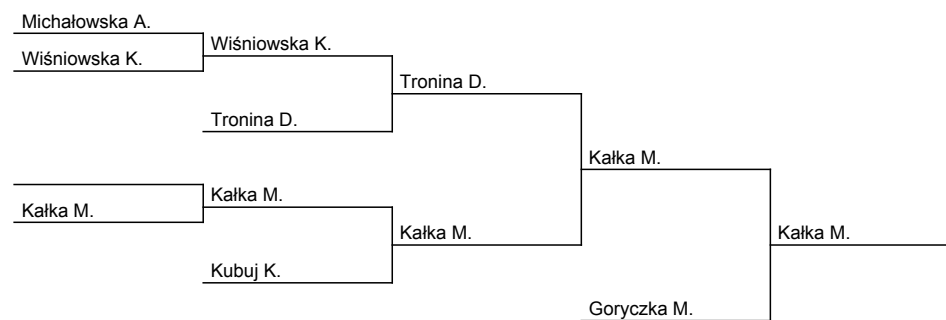 Michałowska A.
Wiśniowska K.
Wiśniowska K.
Tronina D.
Tronina D.
Kałka M.
Kałka M.
Kałka M.
Kałka M.
Kałka M.
Kubuj K.
Goryczka M.